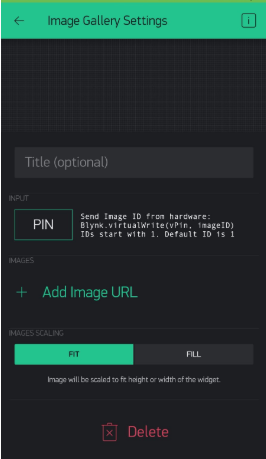 Image Gallery Settings
Title (optional)
INPUT
PIN
Send Image ID from hardware:
Blynk.virtualWrite(vPin, imageID)
IDs start with 1. Default ID is 1
IMAGES
+ Add Image URL
IMAGES SCALING
FIT
FILL
Image will be scaled to fit height or width of the widget.
Delete